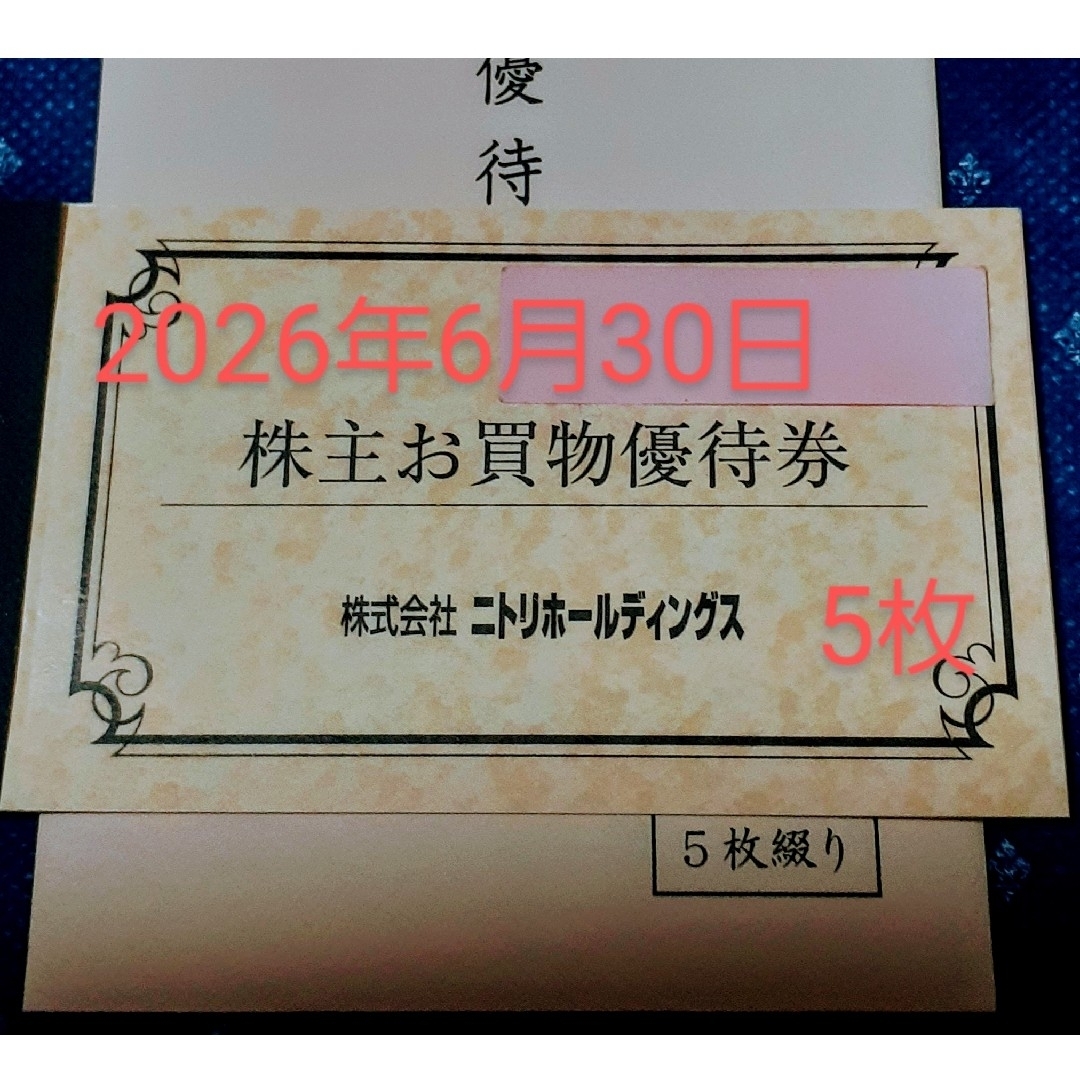 優
待
2026年6月30日
株主お買物優待券
株式会社 ニトリホールディングス
5枚
5枚綴り